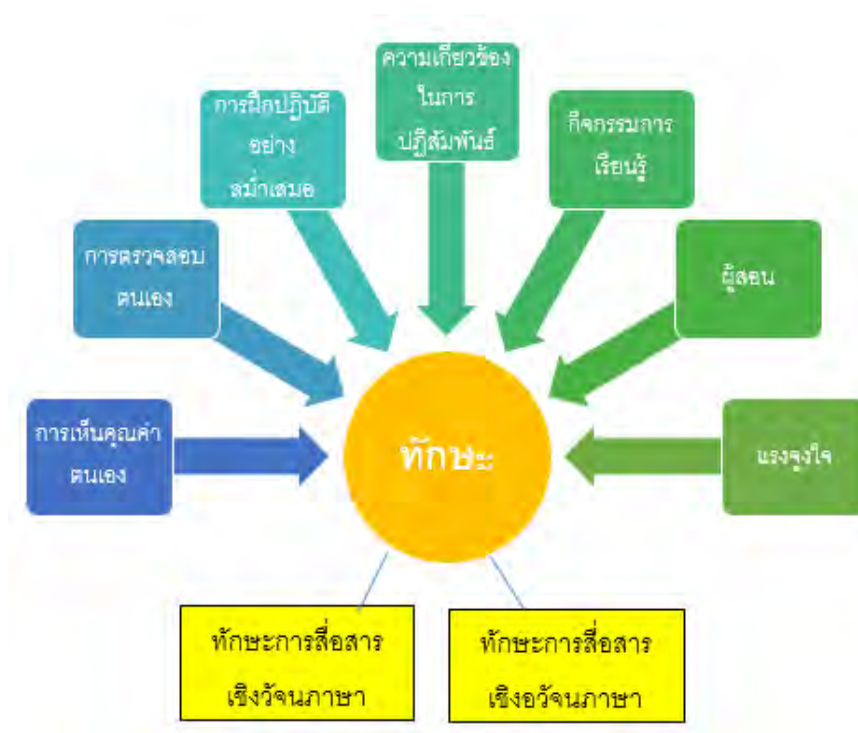 ความเกี่ยวข้อง
ในการ
ปฏิสัมพันธ์
การฝึกปฏิบัติ
อย่าง
สม่ำเสมอ
กิจกรรมการ
เรียนรู้
การตรวจสอบ
ตนเอง
ผู้สอน
การเห็นคุณค่า
ตนเอง
ทักษะ
แรงจูงใจ
ทักษะการสื่อสาร
เชิงวัจนภาษา
ทักษะการสื่อสาร
เชิงอวัจนภาษา